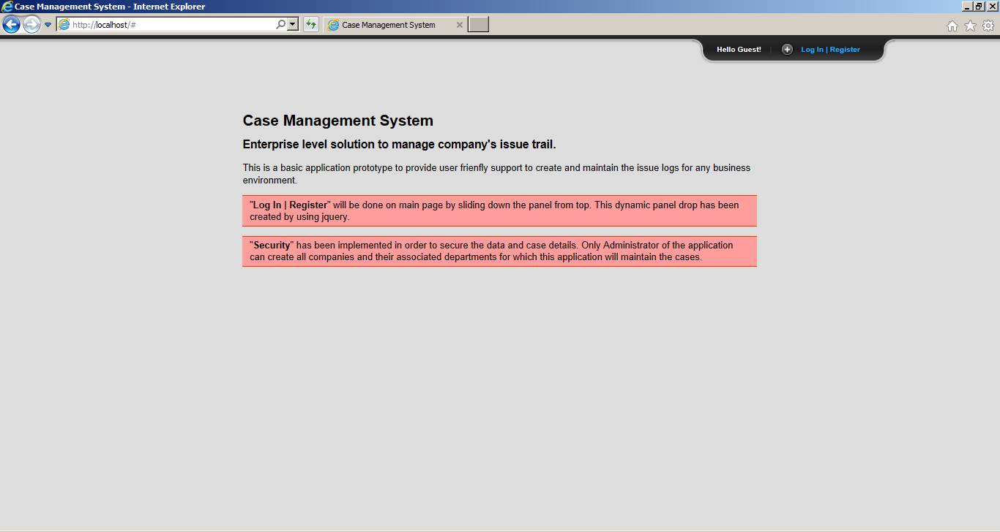 Case Management System - Internet Explorer
http://localhost/#
Case Management System
Hello Guest! | Log In | Register
Case Management System
Enterprise level solution to manage company's issue trail.
This is a basic application prototype to provide user frienfly support to create and maintain the issue logs for any business
environment.
"Log In | Register" will be done on main page by sliding down the panel from top. This dynamic panel drop has been
created by using jquery.
"Security" has been implemented in order to secure the data and case details. Only Administrator of the application
can create all companies and their associated departments for which this application will maintain the cases.